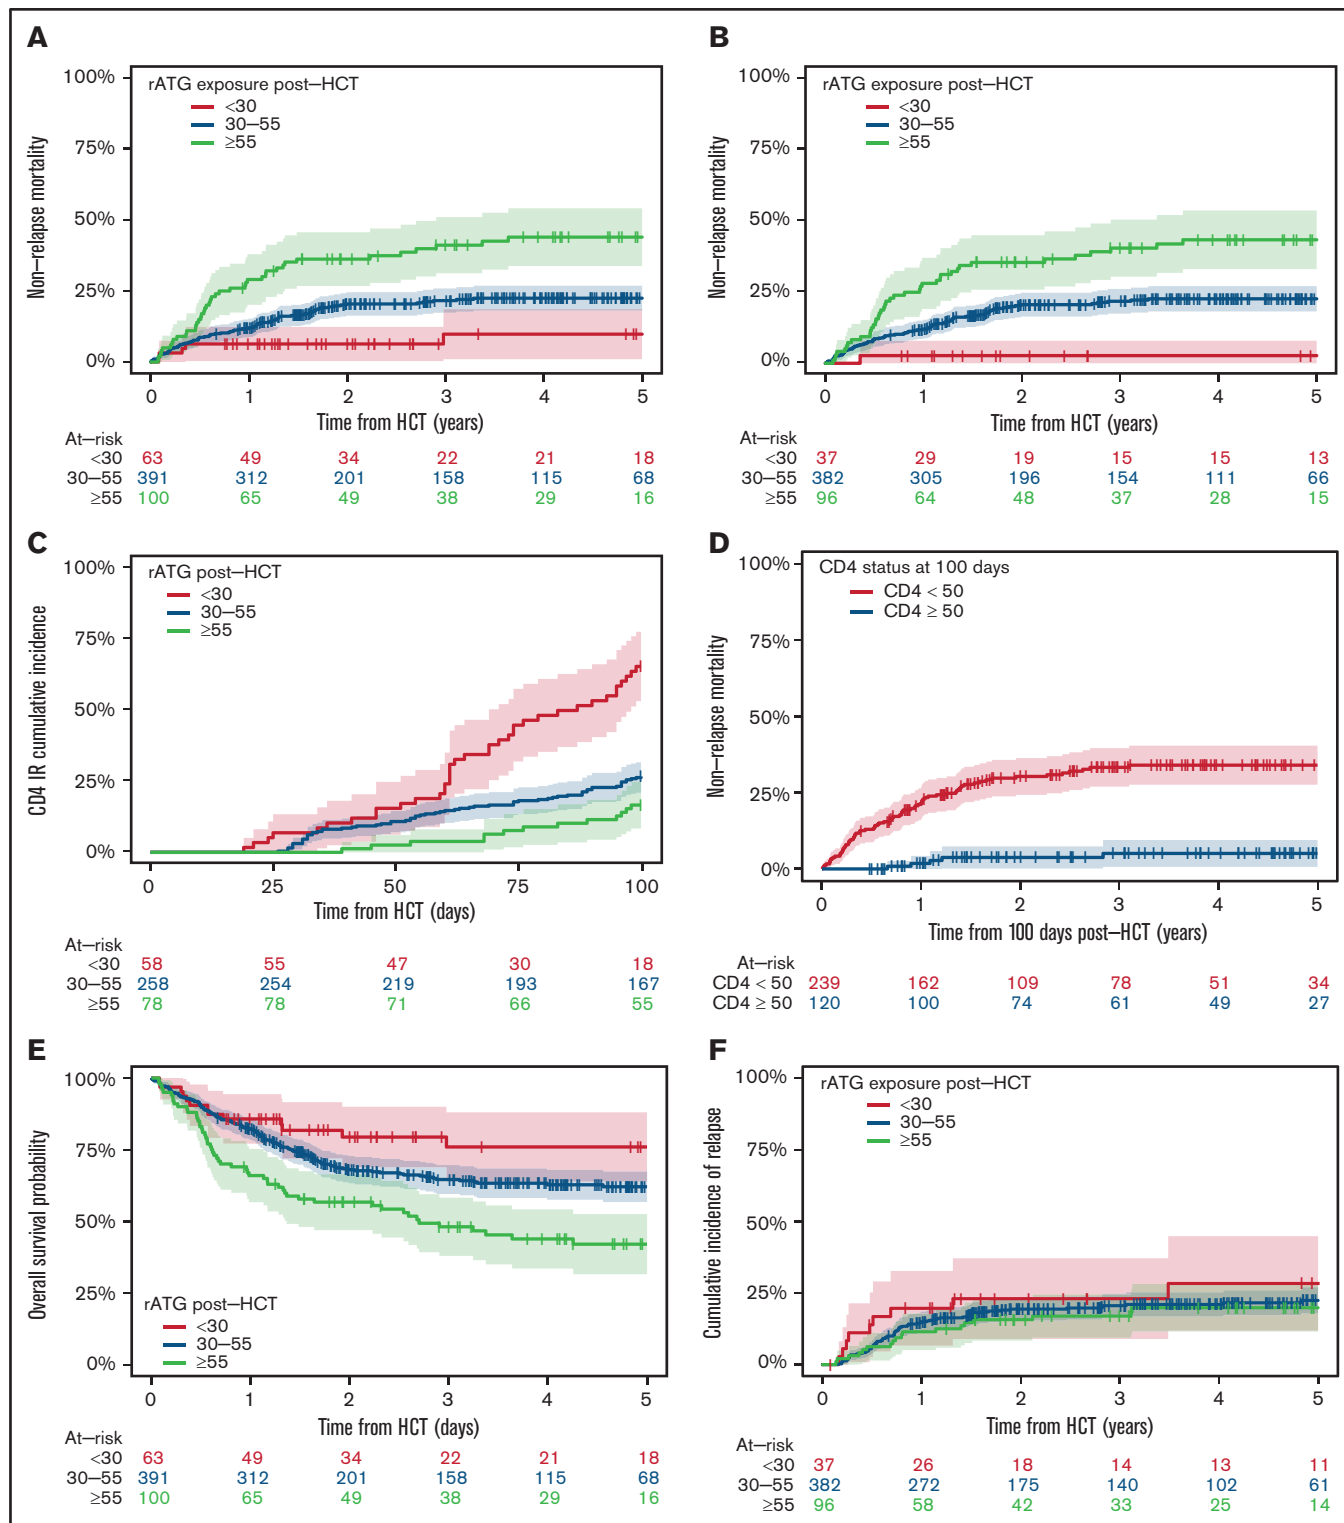 A
100%
75%
50%
25%
0%
Non–relapse mortality
rATG exposure post–HCT
<30
30–55
≥55
0 1 2 3 4 5
Time from HCT (years)
At–risk
<30 63 49 34 22 21 18
30–55 391 312 201 158 115 68
≥55 100 65 49 38 29 16
B
100%
75%
50%
25%
0%
Non–relapse mortality
rATG exposure post–HCT
<30
30–55
≥55
0 1 2 3 4 5
Time from HCT (years)
At–risk
<30 37 29 19 15 15 13
30–55 382 305 196 154 111 66
≥55 96 64 48 37 28 15
C
100%
75%
50%
25%
0%
CD4 IR cumulative incidence
rATG post–HCT
<30
30–55
≥55
0 25 50 75 100
Time from HCT (days)
At–risk
<30 58 55 47 30 18
30–55 258 254 219 193 167
≥55 78 78 71 66 55
D
100%
75%
50%
25%
0%
Non–relapse mortality
CD4 status at 100 days
CD4 < 50
CD4 ≥ 50
0 1 2 3 4 5
Time from 100 days post–HCT (years)
At–risk
CD4 < 50 239 162 109 78 51 34
CD4 ≥ 50 120 100 74 61 49 27
E
100%
75%
50%
25%
0%
Overall survival probability
rATG post–HCT
<30
30–55
≥55
0 1 2 3 4 5
Time from HCT (days)
At–risk
<30 63 49 34 22 21 18
30–55 391 312 201 158 115 68
≥55 100 65 49 38 29 16
F
100%
75%
50%
25%
0%
Cumulative incidence of relapse
rATG exposure post–HCT
<30
30–55
≥55
0 1 2 3 4 5
Time from HCT (years)
At–risk
<30 37 26 18 14 13 11
30–55 382 272 175 140 102 61
≥55 96 58 42 33 25 14